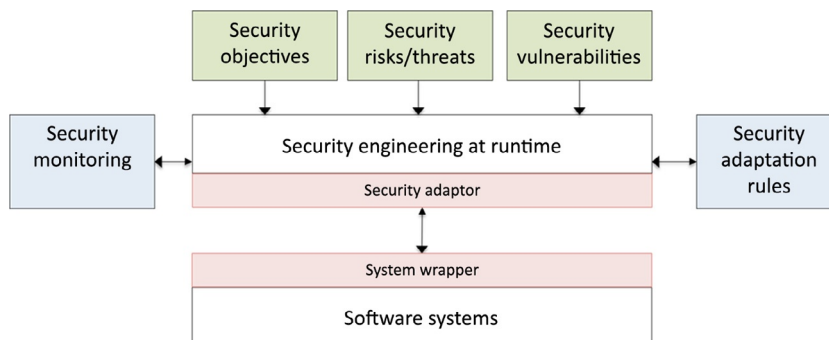 Security
objectives
Security
risks/threats
Security
vulnerabilities
Security
monitoring
Security engineering at runtime
Security
adaptation
rules
Security adaptor
System wrapper
Software systems